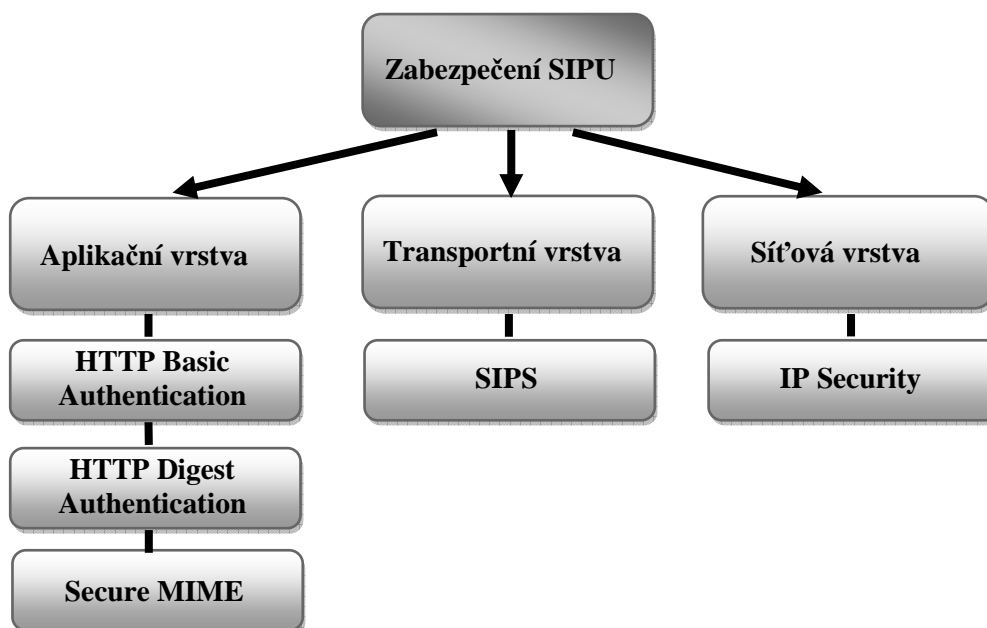 Zabezpečení SIPU
Aplikační vrstva
Transportní vrstva
Síťová vrstva
HTTP Basic
Authentication
SIPS
IP Security
HTTP Digest
Authentication
Secure MIME